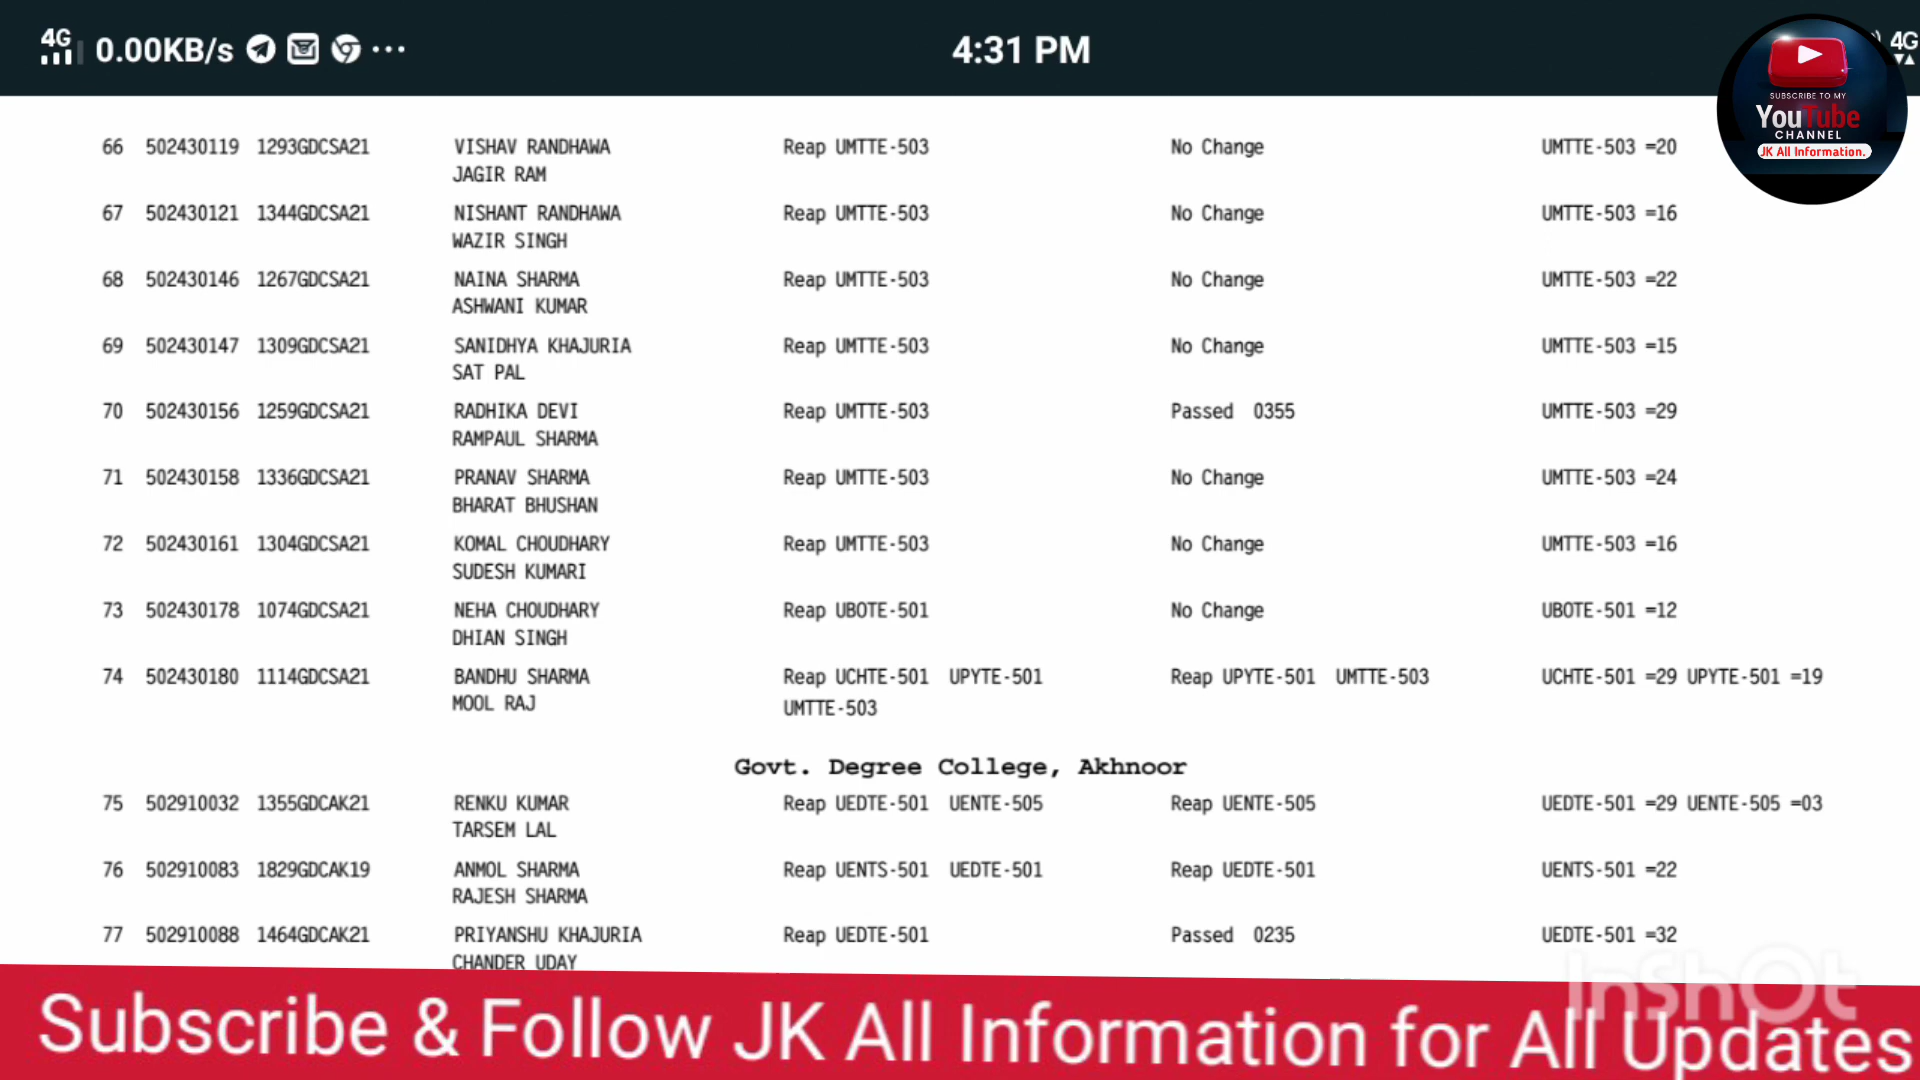 4G 0.00KB/s 4:31 PM 4G
SUBSCRIBE TO MY
YouTube
CHANNEL
JK All Information.
66 502430119 1293GDCSA21 VISHAV RANDHAWA Reap UMTTE-503 No Change UMTTE-503 =20
JAGIR RAM
67 502430121 1344GDCSA21 NISHANT RANDHAWA Reap UMTTE-503 No Change UMTTE-503 =16
WAZIR SINGH
68 502430146 1267GDCSA21 NAINA SHARMA Reap UMTTE-503 No Change UMTTE-503 =22
ASHWANI KUMAR
69 502430147 1309GDCSA21 SANIDHYA KHAJURIA Reap UMTTE-503 No Change UMTTE-503 =15
SAT PAL
70 502430156 1259GDCSA21 RADHIKA DEVI Reap UMTTE-503 Passed 0355 UMTTE-503 =29
RAMPAUL SHARMA
71 502430158 1336GDCSA21 PRANAV SHARMA Reap UMTTE-503 No Change UMTTE-503 =24
BHARAT BHUSHAN
72 502430161 1304GDCSA21 KOMAL CHOUDHARY Reap UMTTE-503 No Change UMTTE-503 =16
SUDESH KUMARI
73 502430178 1074GDCSA21 NEHA CHOUDHARY Reap UBOTE-501 No Change UBOTE-501 =12
DHIAN SINGH
74 502430180 1114GDCSA21 BANDHU SHARMA Reap UCHTE-501 UPYTE-501 Reap UPYTE-501 UMTTE-503 UCHTE-501 =29 UPYTE-501 =19
MOOL RAJ UMTTE-503
Govt. Degree College, Akhnoor
75 502910032 1355GDCAK21 RENKU KUMAR Reap UEDTE-501 UENTE-505 Reap UENTE-505 UEDTE-501 =29 UENTE-505 =03
TARSEM LAL
76 502910083 1829GDCAK19 ANMOL SHARMA Reap UENTS-501 UEDTE-501 Reap UEDTE-501 UENTS-501 =22
RAJESH SHARMA
77 502910088 1464GDCAK21 PRIYANSHU KHAJURIA Reap UEDTE-501 Passed 0235 UEDTE-501 =32
CHANDER UDAY
InShOt
Subscribe & Follow JK All Information for All Updates